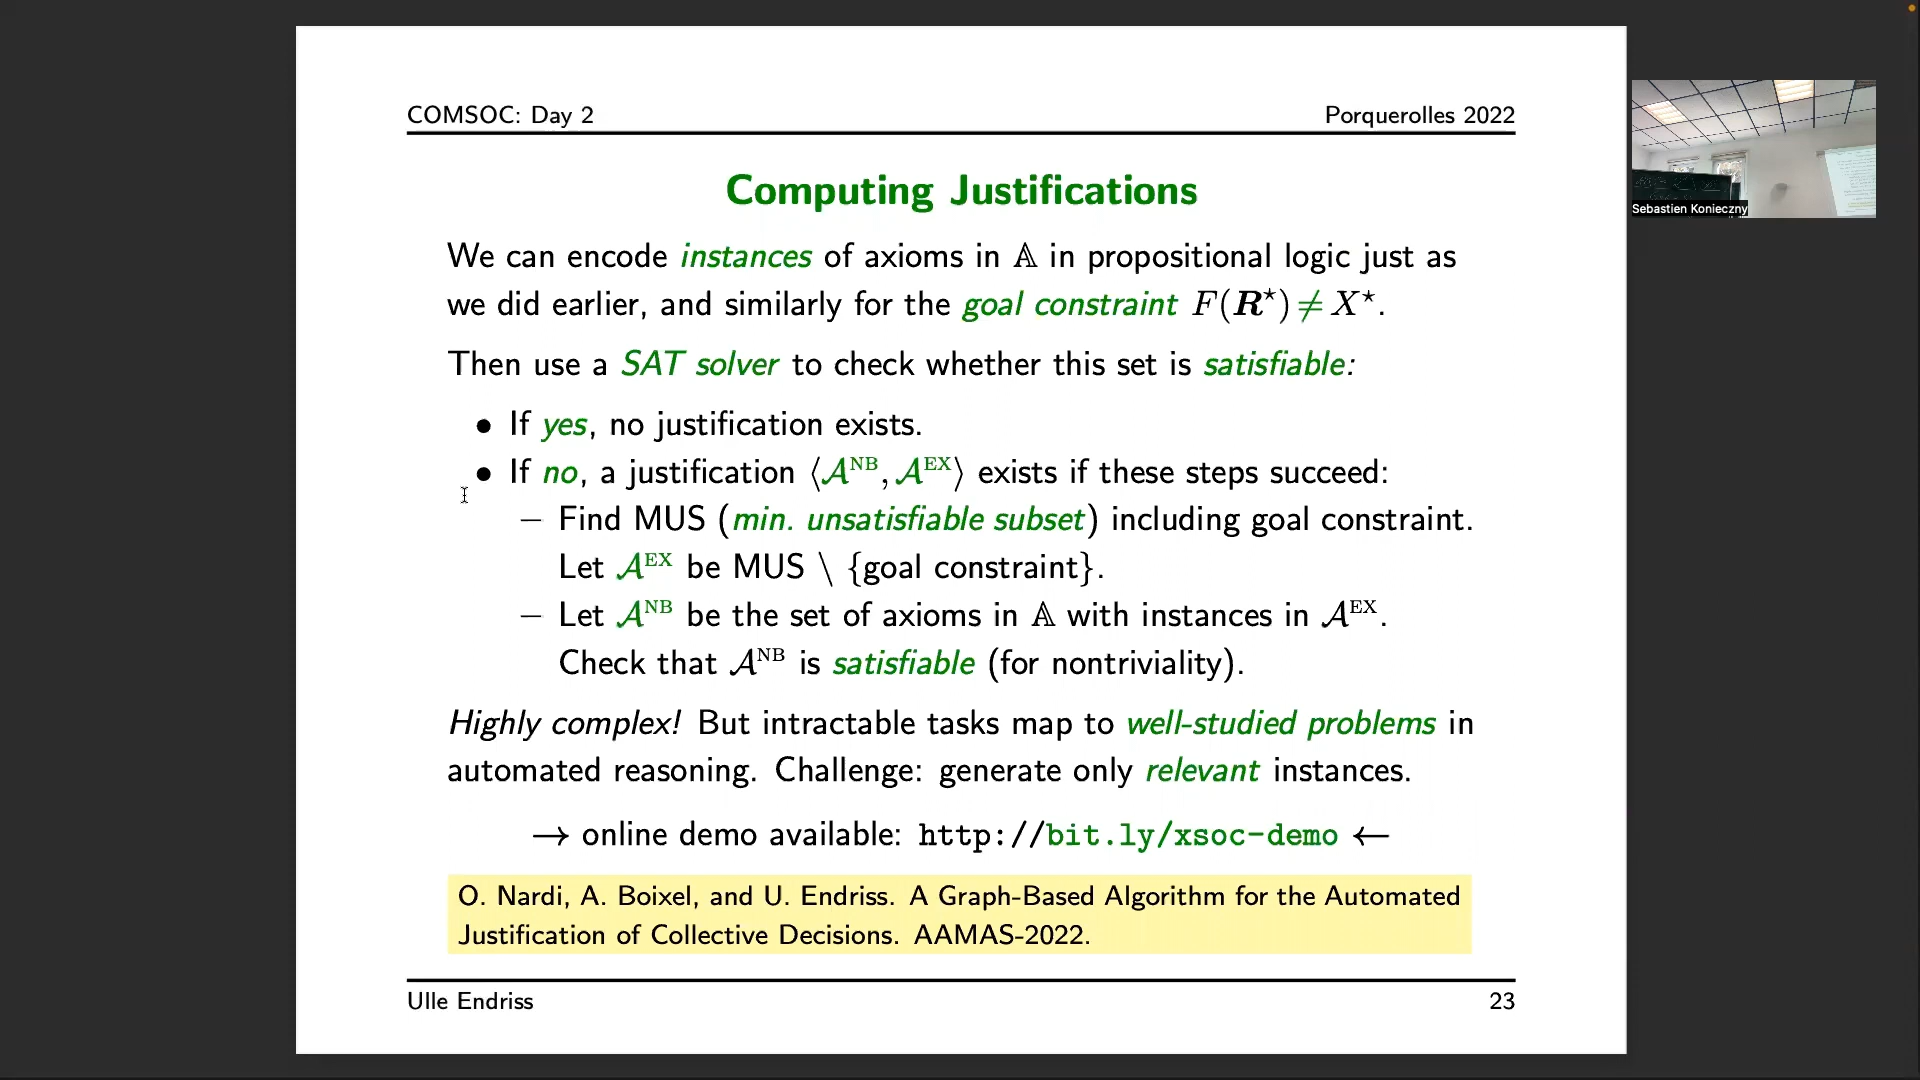 COMSOC: Day 2 Porquerolles 2022
Computing Justifications
We can encode instances of axioms in 𝔸 in propositional logic just as
we did earlier, and similarly for the goal constraint F(R⋆) ≠ X⋆.
Then use a SAT solver to check whether this set is satisfiable:
• If yes, no justification exists.
• If no, a justification ⟨𝒜^NB, 𝒜^EX⟩ exists if these steps succeed:
– Find MUS (min. unsatisfiable subset) including goal constraint.
Let 𝒜^EX be MUS \ {goal constraint}.
– Let 𝒜^NB be the set of axioms in 𝔸 with instances in 𝒜^EX.
Check that 𝒜^NB is satisfiable (for nontriviality).
Highly complex! But intractable tasks map to well-studied problems in
automated reasoning. Challenge: generate only relevant instances.
→ online demo available: http://bit.ly/xsoc-demo ←
O. Nardi, A. Boixel, and U. Endriss. A Graph-Based Algorithm for the Automated
Justification of Collective Decisions. AAMAS-2022.
Ulle Endriss 23
Sebastien Konieczny